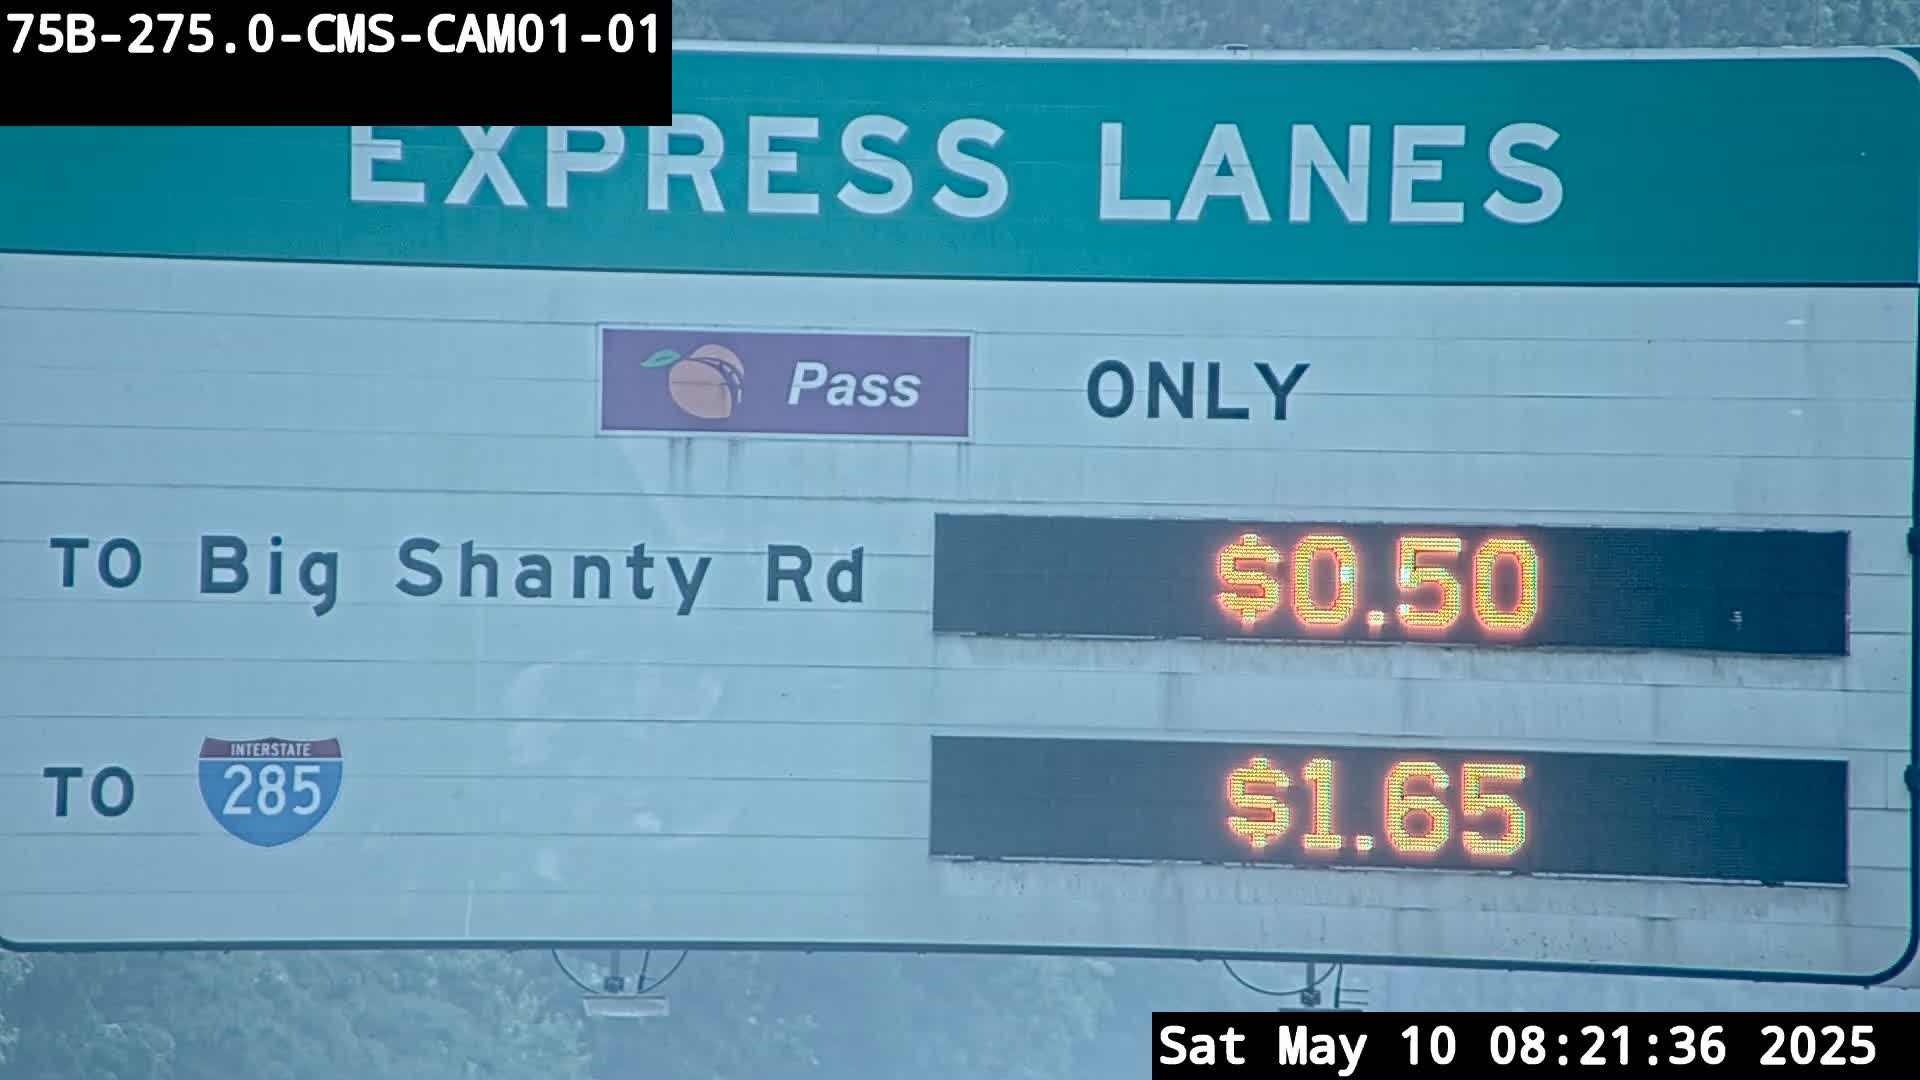 75B-275.0-CMS-CAM01-01
EXPRESS LANES
Pass ONLY
TO Big Shanty Rd $0.50
TO INTERSTATE 285 $1.65
Sat May 10 08:21:36 2025